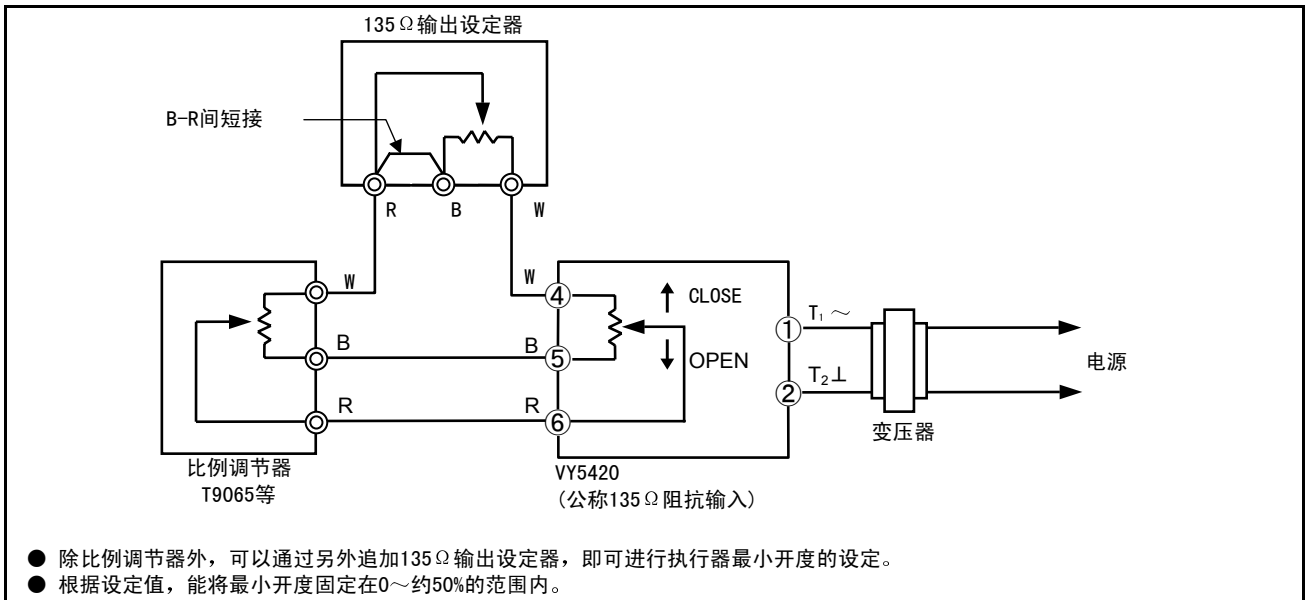 135Ω输出设定器
B-R间短接
R B W
W
W
④
CLOSE
① T₁ ～
B
B
⑤
OPEN
② T₂⊥
电源
R
R
⑥
变压器
比例调节器
T9065等
VY5420
(公称135Ω阻抗输入)
● 除比例调节器外，可以通过另外追加135Ω输出设定器，即可进行执行器最小开度的设定。
● 根据设定值，能将最小开度固定在0～约50%的范围内。